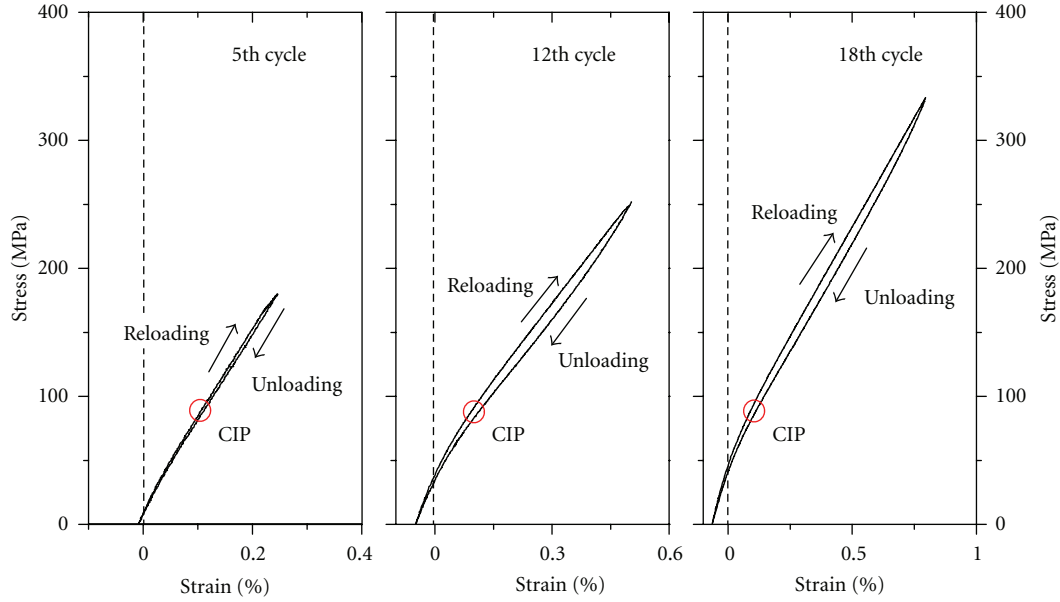 400
300
200
100
0
Stress (MPa)
5th cycle
Reloading
Unloading
CIP
0
0.2
0.4
Strain (%)
12th cycle
Reloading
Unloading
CIP
0
0.3
0.6
Strain (%)
18th cycle
Reloading
Unloading
CIP
0
0.5
1
Strain (%)
400
300
200
100
0
Stress (MPa)